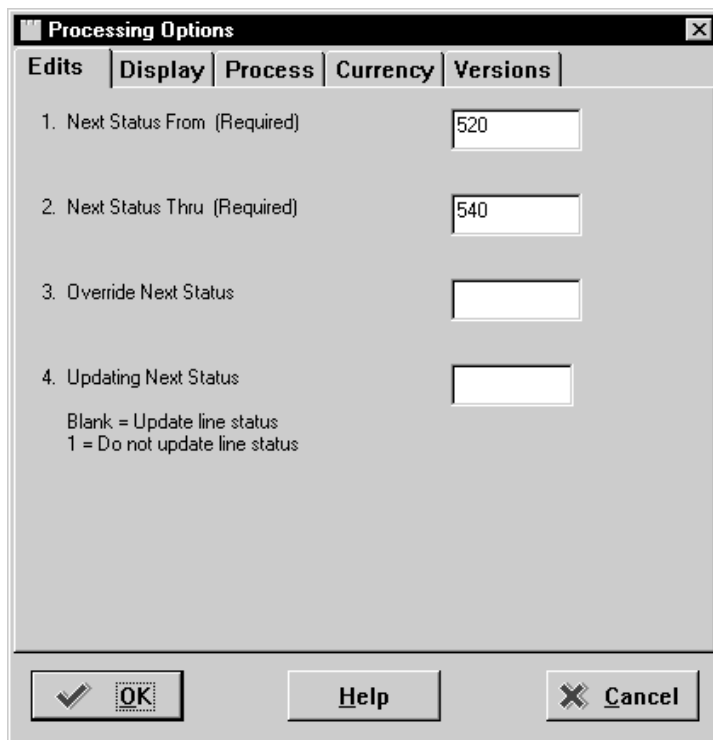 Processing Options
Edits Display Process Currency Versions
1. Next Status From (Required) 520
2. Next Status Thru (Required) 540
3. Override Next Status
4. Updating Next Status
Blank = Update line status
1 = Do not update line status
OK Help Cancel